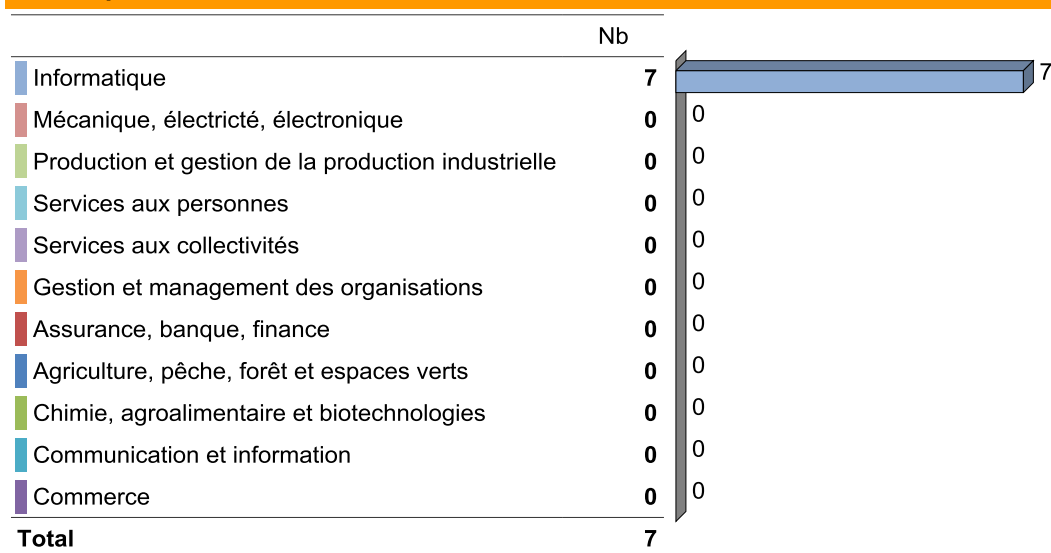 Nb
Informatique 7 7
Mécanique, électricté, électronique 0 0
Production et gestion de la production industrielle 0 0
Services aux personnes 0 0
Services aux collectivités 0 0
Gestion et management des organisations 0 0
Assurance, banque, finance 0 0
Agriculture, pêche, forêt et espaces verts 0 0
Chimie, agroalimentaire et biotechnologies 0 0
Communication et information 0 0
Commerce 0 0
Total 7